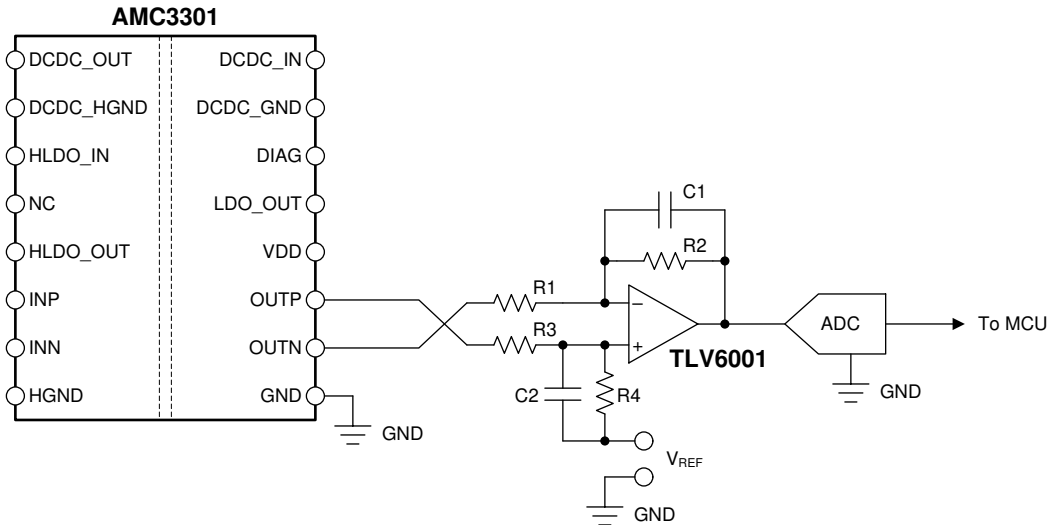 AMC3301
DCDC_OUT
DCDC_IN
DCDC_HGND
DCDC_GND
HLDO_IN
DIAG
NC
LDO_OUT
HLDO_OUT
VDD
INP
OUTP
INN
OUTN
HGND
GND
GND
C1
R2
R1
R3
−
+
TLV6001
C2
R4
VREF
GND
ADC
To MCU
GND